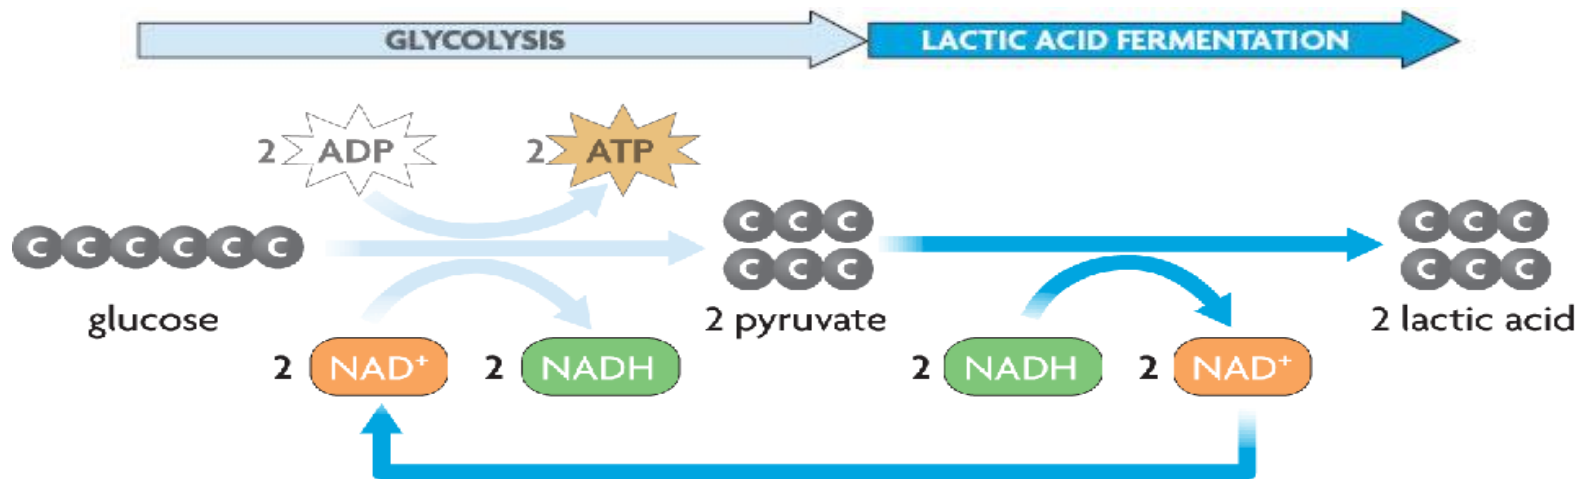 GLYCOLYSIS
LACTIC ACID FERMENTATION
2 ADP
2 ATP
C C C C C C
C C C
C C C
C C C
C C C
glucose
2 pyruvate
2 lactic acid
2 NAD⁺
2 NADH
2 NADH
2 NAD⁺